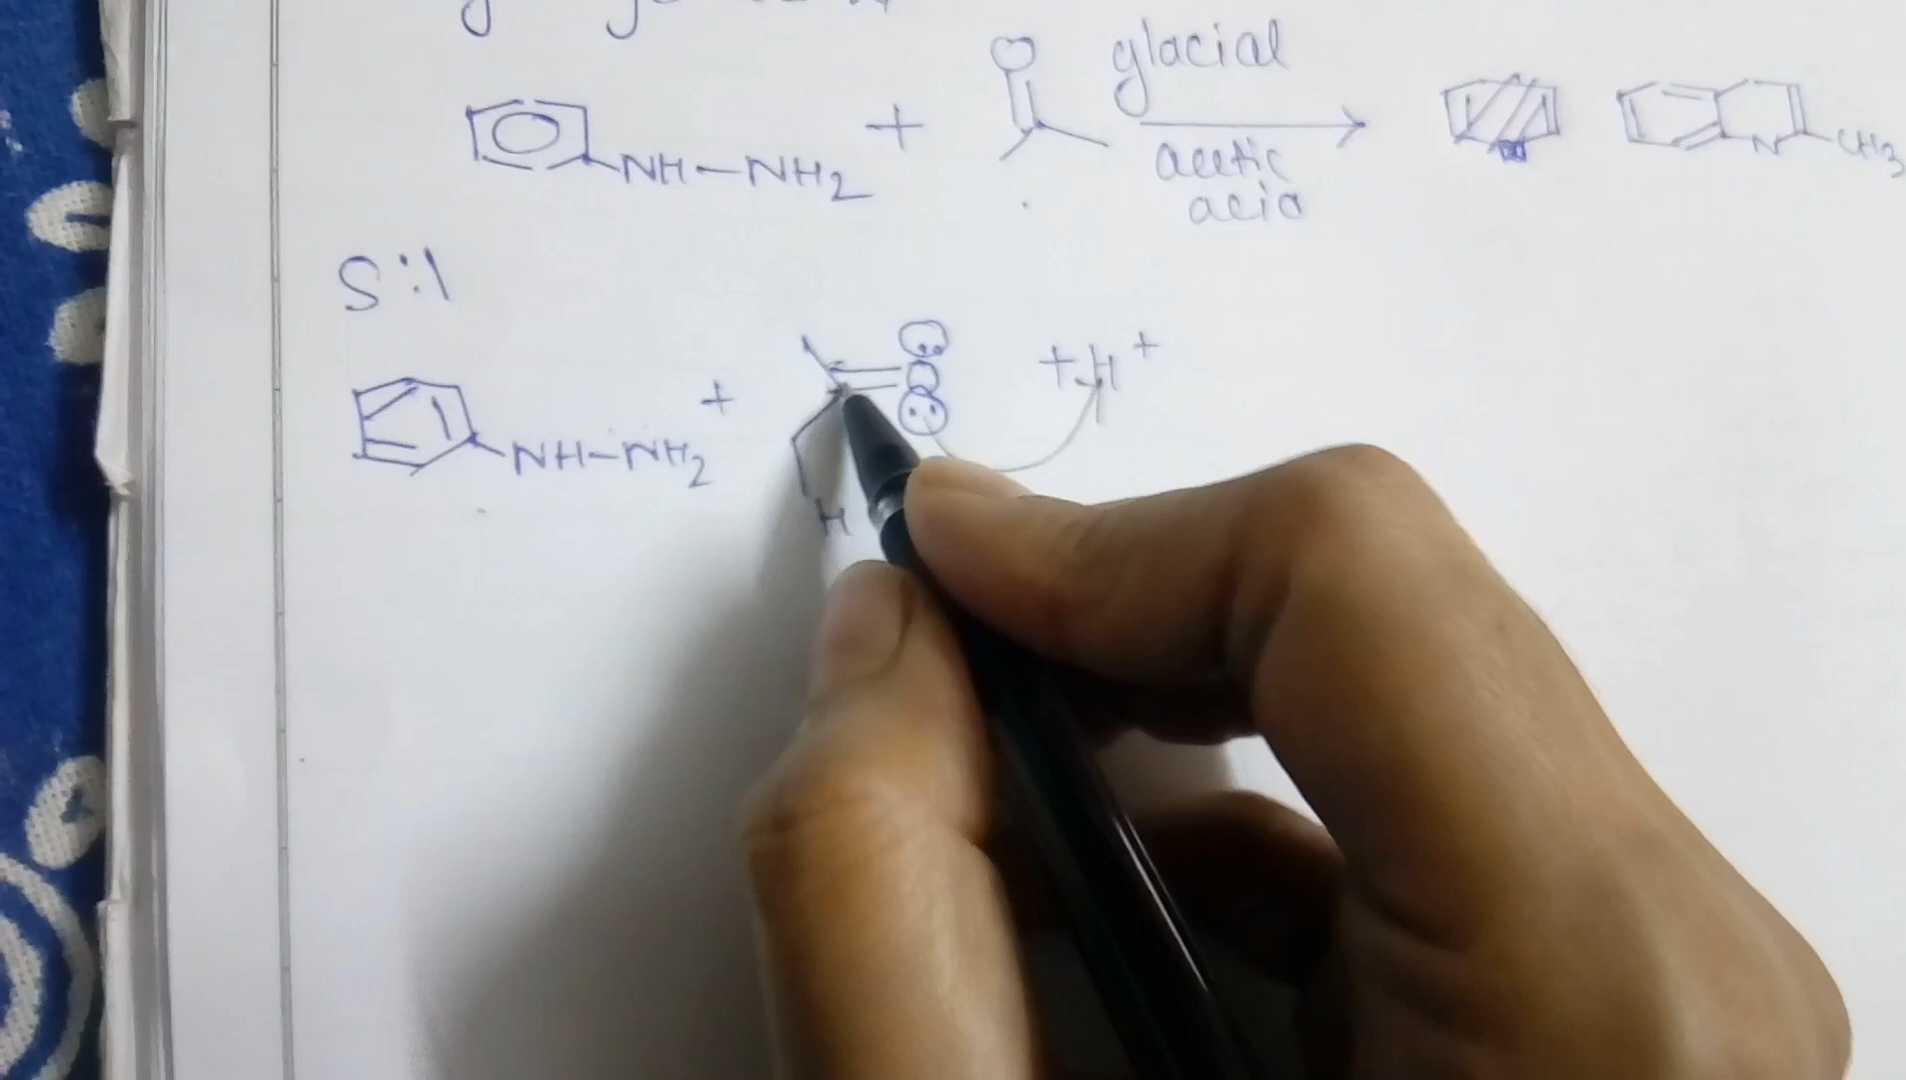 glacial
O
NH-NH2 + → N CH3
acetic
acid
S:1
O + H+
NH-NH2 +
H